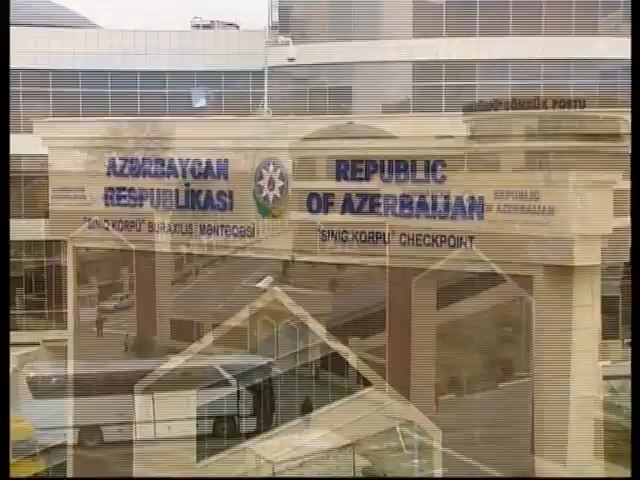 GÖMRÜK POSTU
AZƏRBAYCAN
RESPUBLİKASI
"SINIQ KÖRPÜ" BURAXILIŞ MƏNTƏQƏSİ
REPUBLIC
OF AZERBAIJAN
"SINIG KORPU" CHECKPOINT
REPUBLIC
OF AZERBAIJAN